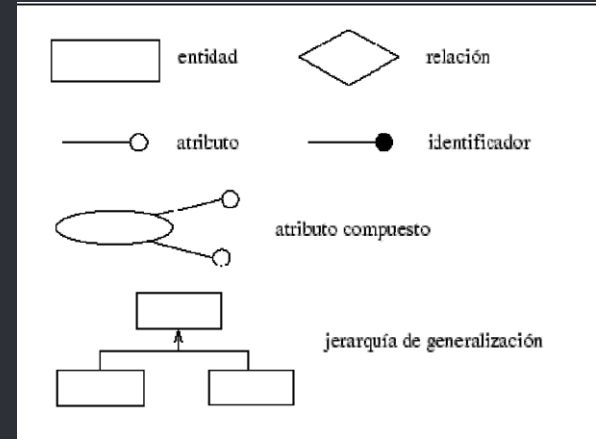 entidad
relación
atributo
identificador
atributo compuesto
jerarquía de generalización